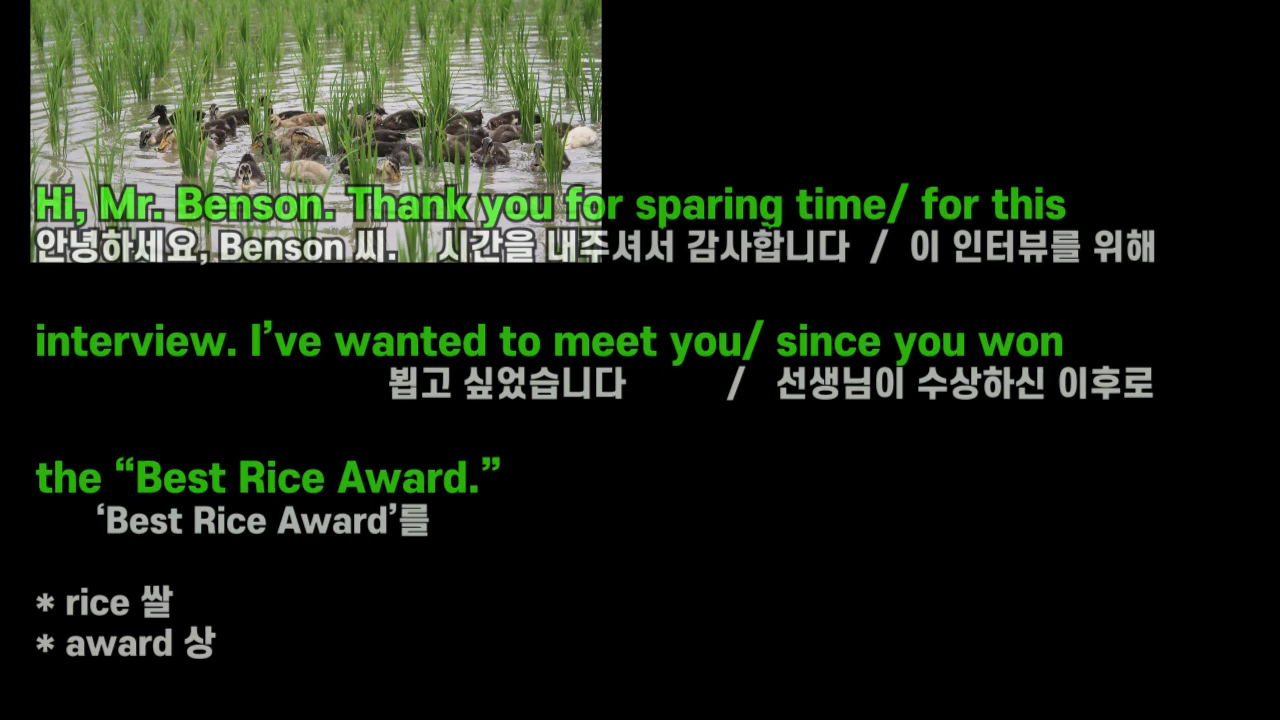 Hi, Mr. Benson. Thank you for sparing time/ for this
안녕하세요, Benson 씨. 시간을 내주셔서 감사합니다 / 이 인터뷰를 위해
interview. I’ve wanted to meet you/ since you won
뵙고 싶었습니다 / 선생님이 수상하신 이후로
the “Best Rice Award.”
‘Best Rice Award’를
* rice 쌀
* award 상